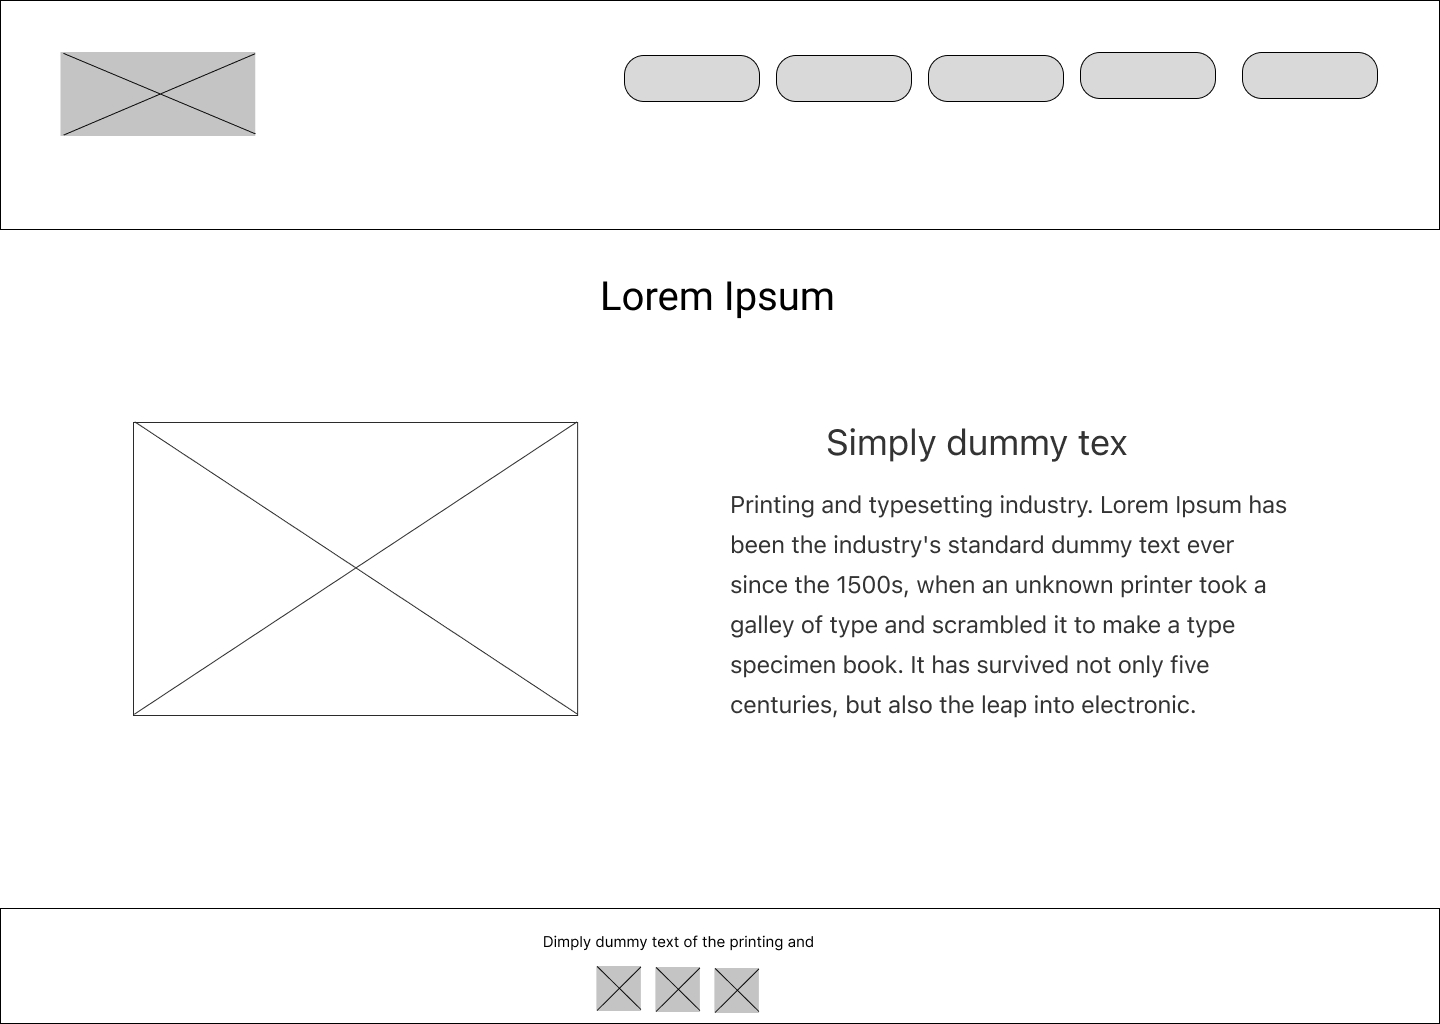 Lorem Ipsum
Simply dummy tex
Printing and typesetting industry. Lorem Ipsum has
been the industry's standard dummy text ever
since the 1500s, when an unknown printer took a
galley of type and scrambled it to make a type
specimen book. It has survived not only five
centuries, but also the leap into electronic.
Dimply dummy text of the printing and